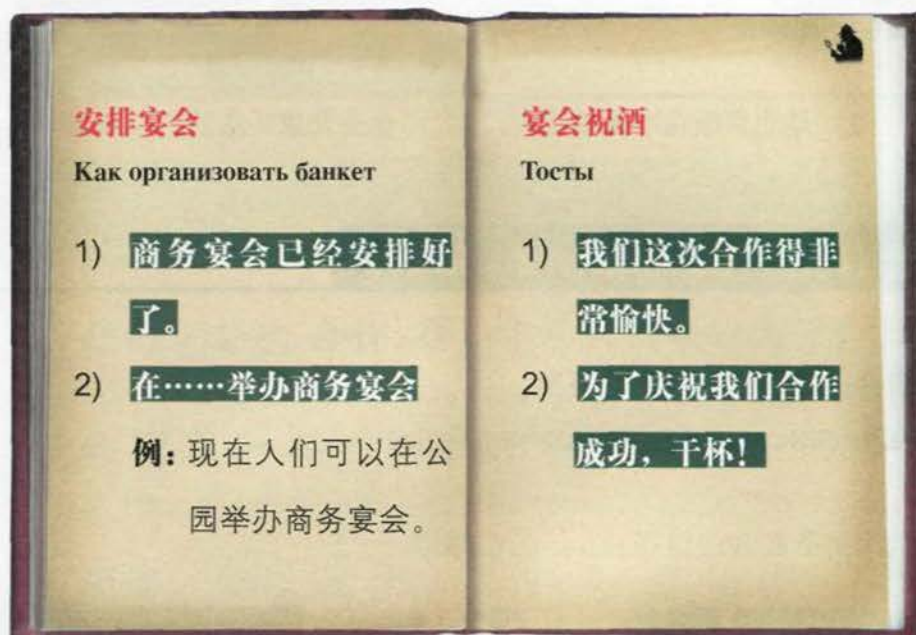 安排宴会
Как организовать банкет
1) 商务宴会已经安排好
了。
2) 在……举办商务宴会
例：现在人们可以在公
园举办商务宴会。
宴会祝酒
Тосты
1) 我们这次合作得非
常愉快。
2) 为了庆祝我们合作
成功，干杯！